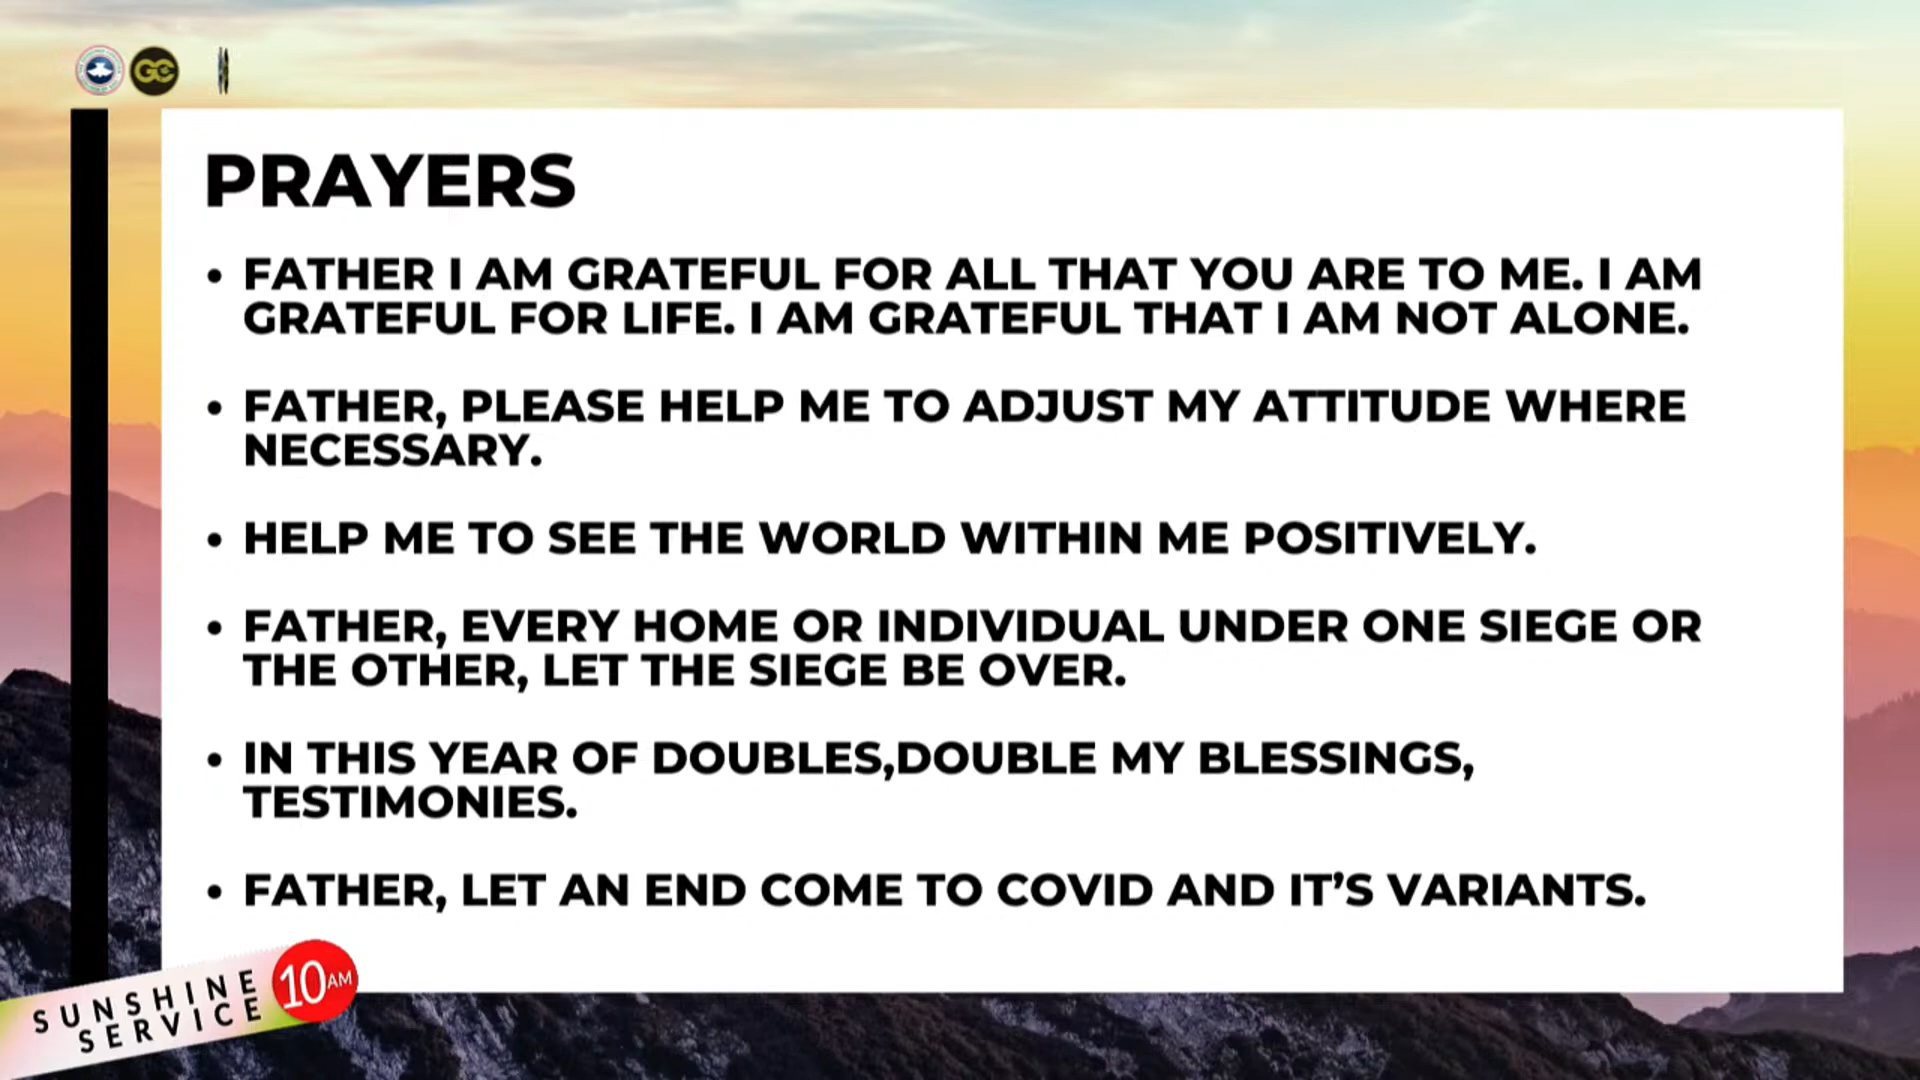 GC
PRAYERS
• FATHER I AM GRATEFUL FOR ALL THAT YOU ARE TO ME. I AM
GRATEFUL FOR LIFE. I AM GRATEFUL THAT I AM NOT ALONE.
• FATHER, PLEASE HELP ME TO ADJUST MY ATTITUDE WHERE
NECESSARY.
• HELP ME TO SEE THE WORLD WITHIN ME POSITIVELY.
• FATHER, EVERY HOME OR INDIVIDUAL UNDER ONE SIEGE OR
THE OTHER, LET THE SIEGE BE OVER.
• IN THIS YEAR OF DOUBLES,DOUBLE MY BLESSINGS,
TESTIMONIES.
• FATHER, LET AN END COME TO COVID AND IT’S VARIANTS.
SUNSHINE
SERVICE
10AM